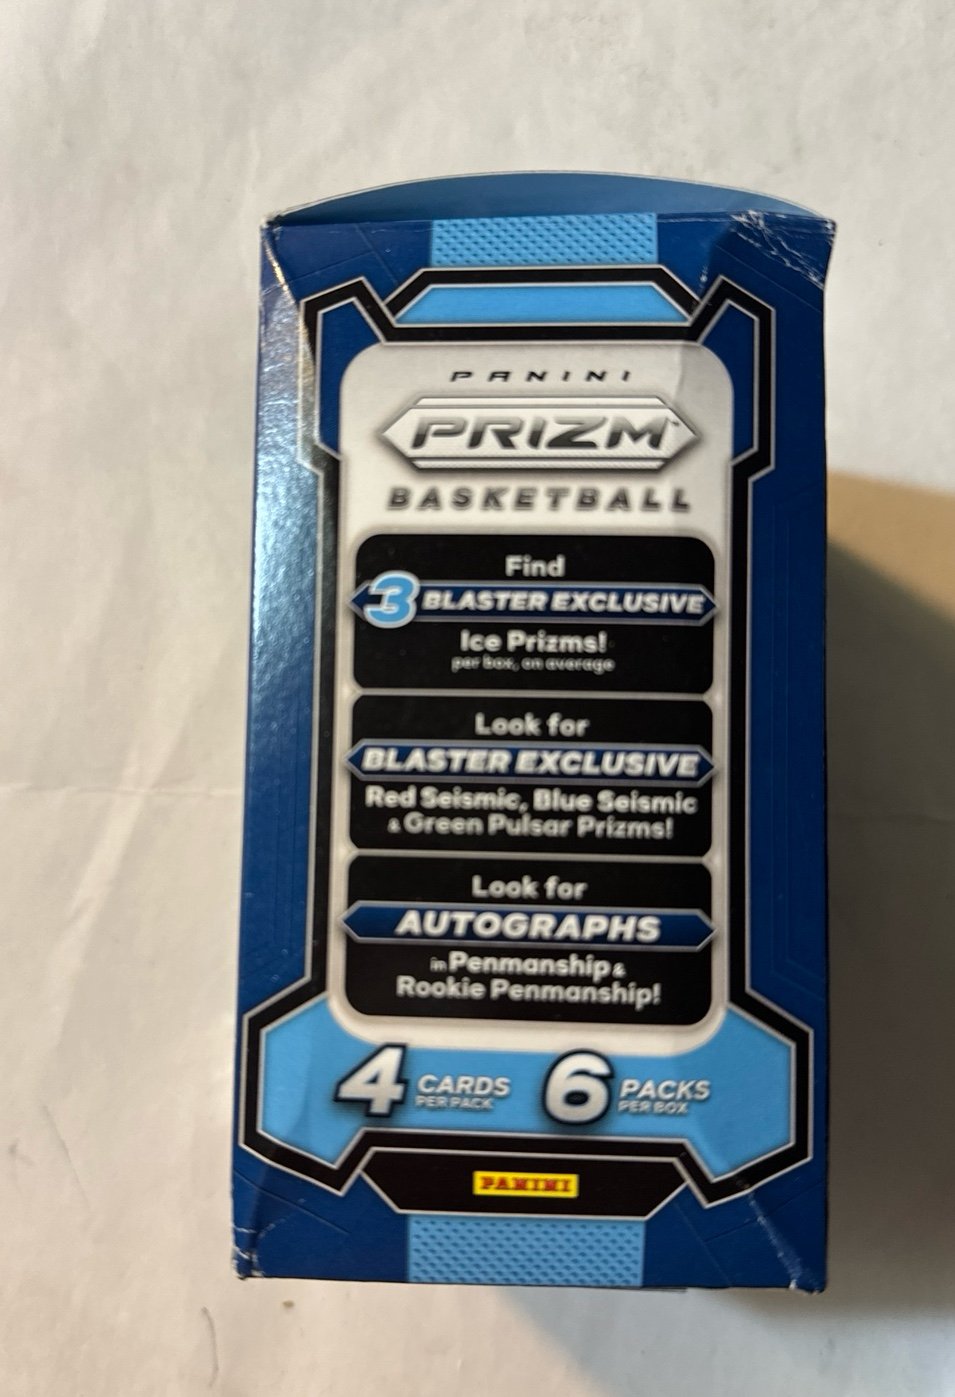 PANINI
PRIZM™
BASKETBALL
Find
3 BLASTER EXCLUSIVE
Ice Prizms!
per box, on average
Look for
BLASTER EXCLUSIVE
Red Seismic, Blue Seismic
& Green Pulsar Prizms!
Look for
AUTOGRAPHS
in Penmanship &
Rookie Penmanship!
4 CARDS PER PACK 6 PACKS PER BOX
PANINI